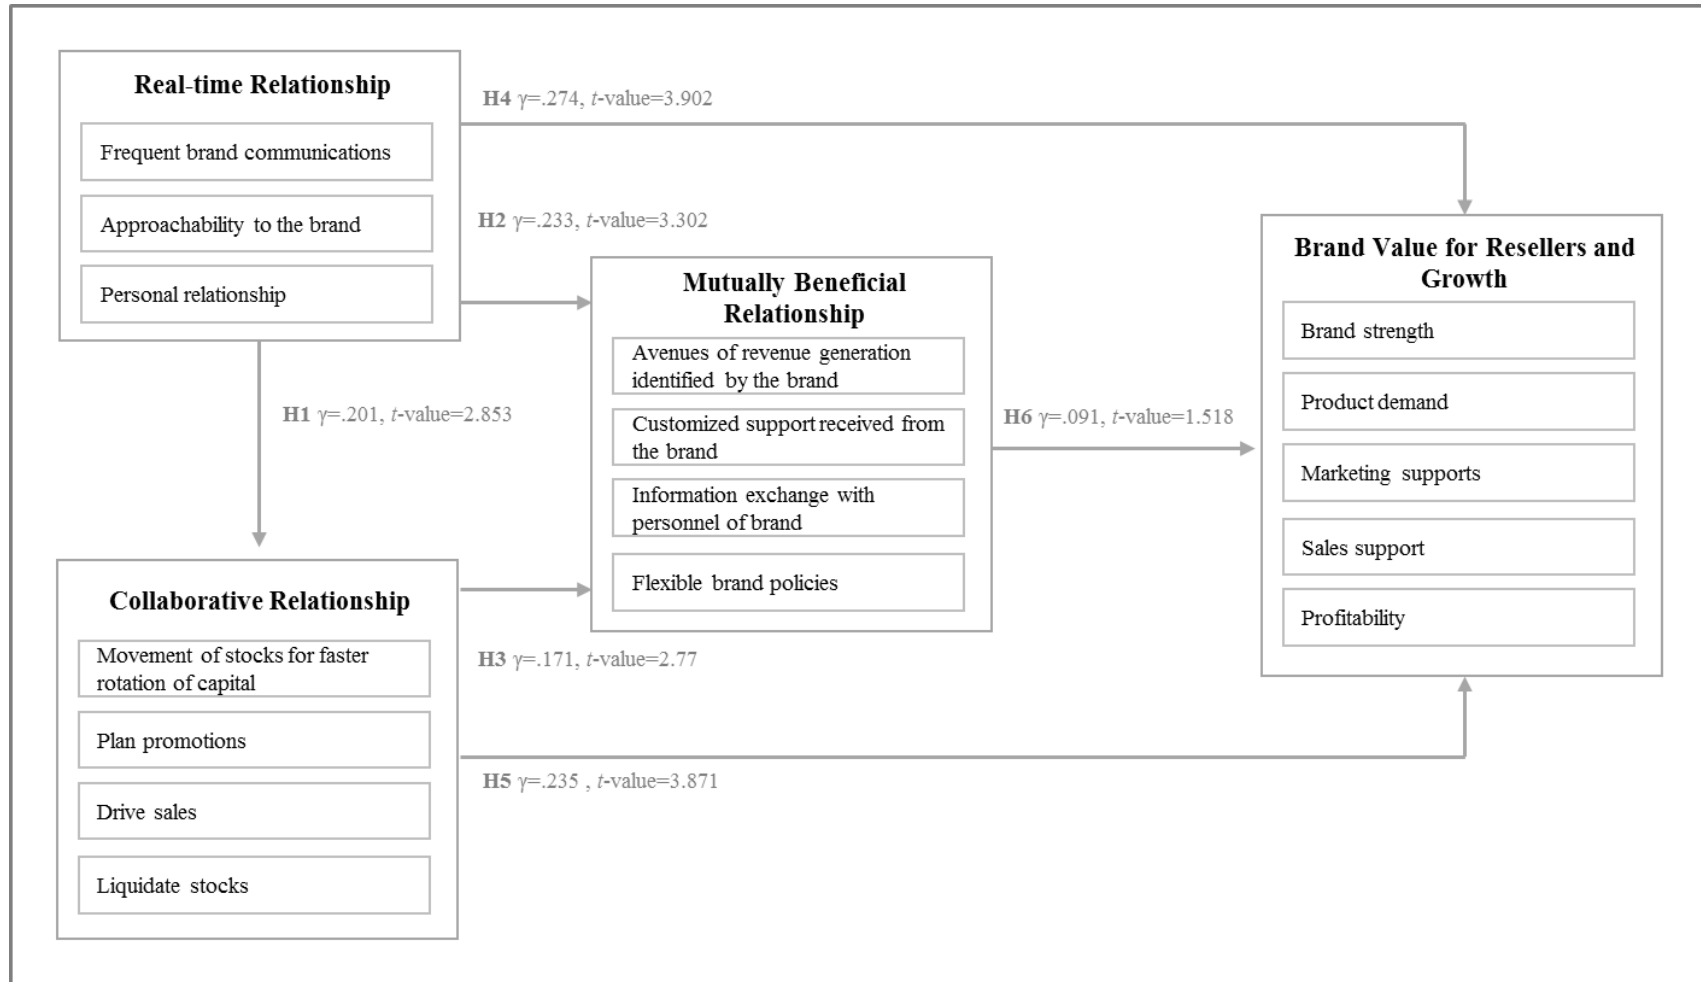 Real-time Relationship
Frequent brand communications
Approachability to the brand
Personal relationship
H4 γ=.274, t-value=3.902
H2 γ=.233, t-value=3.302
H1 γ=.201, t-value=2.853
Mutually Beneficial
Relationship
Avenues of revenue generation
identified by the brand
Customized support received from
the brand
Information exchange with
personnel of brand
Flexible brand policies
H6 γ=.091, t-value=1.518
Brand Value for Resellers and
Growth
Brand strength
Product demand
Marketing supports
Sales support
Profitability
Collaborative Relationship
Movement of stocks for faster
rotation of capital
Plan promotions
Drive sales
Liquidate stocks
H3 γ=.171, t-value=2.77
H5 γ=.235 , t-value=3.871